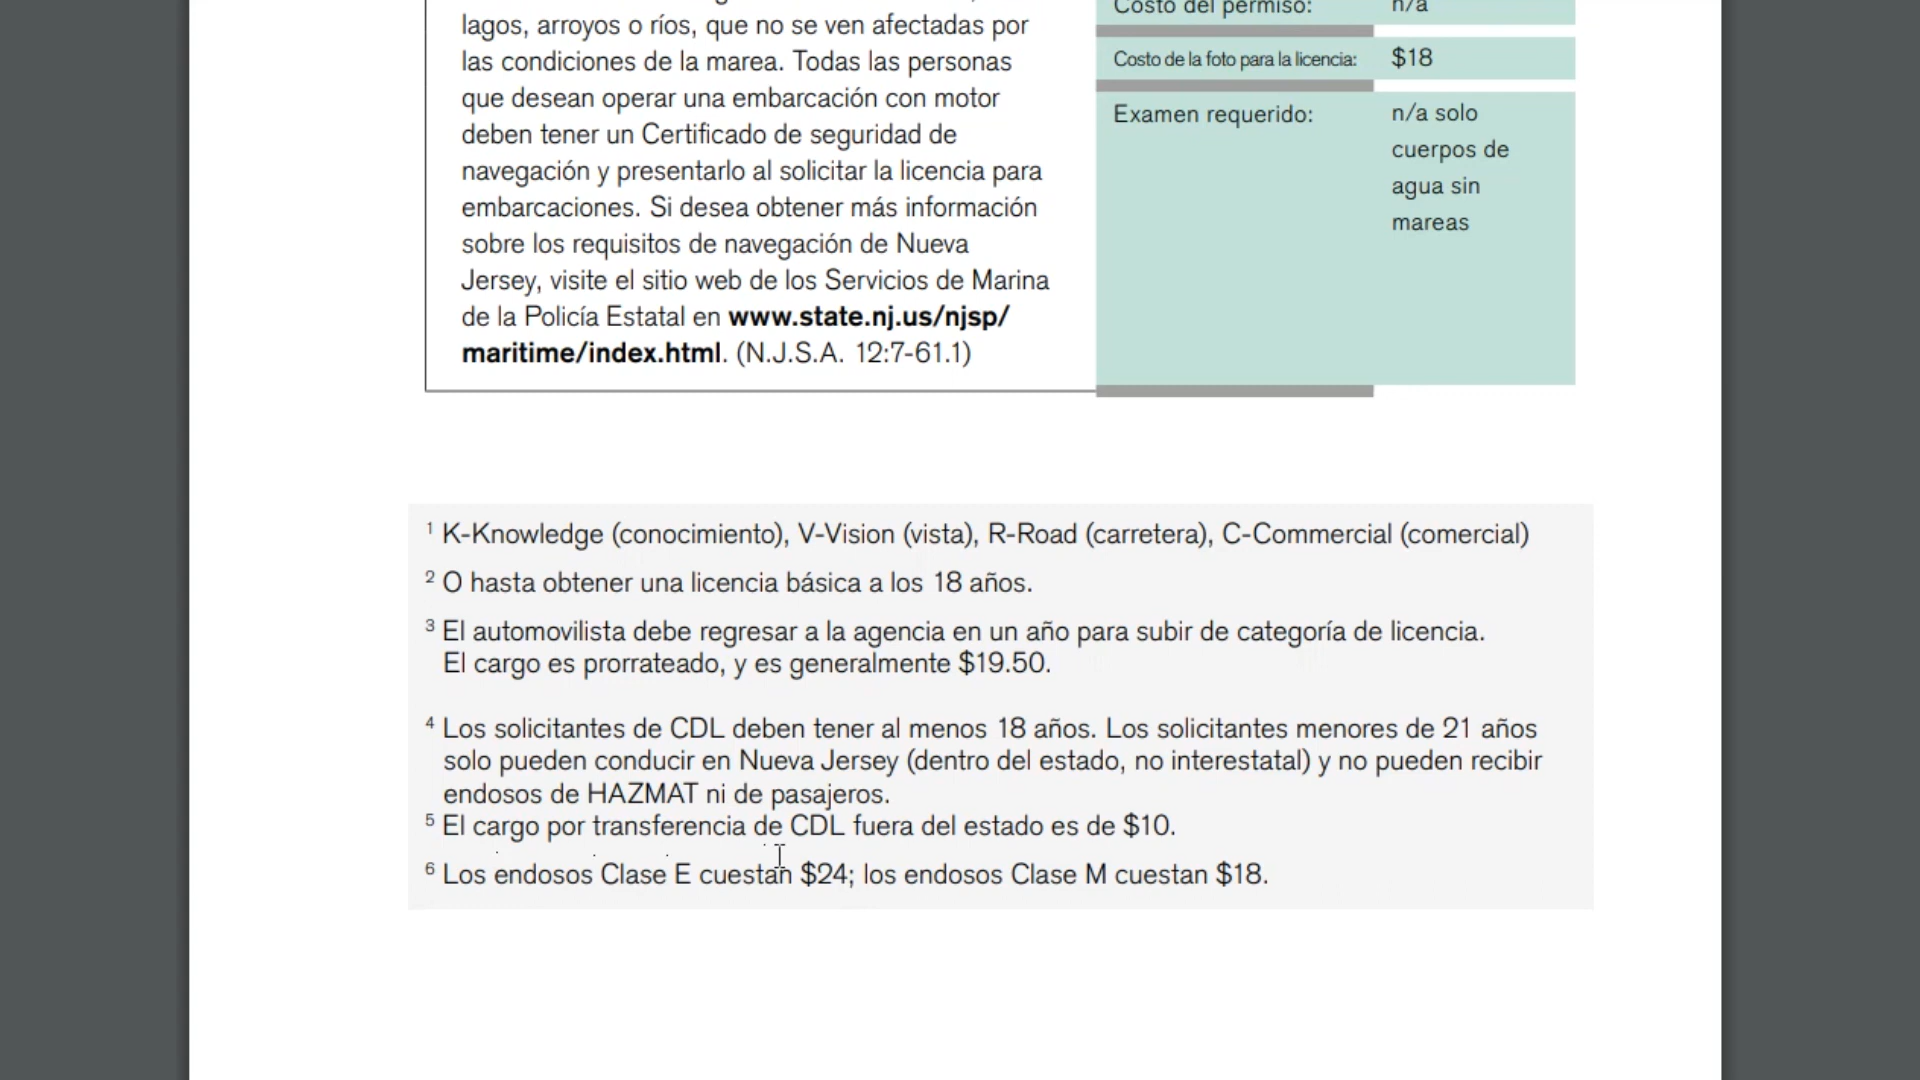 lagos, arroyos o ríos, que no se ven afectadas por
las condiciones de la marea. Todas las personas
que desean operar una embarcación con motor
deben tener un Certificado de seguridad de
navegación y presentarlo al solicitar la licencia para
embarcaciones. Si desea obtener más información
sobre los requisitos de navegación de Nueva
Jersey, visite el sitio web de los Servicios de Marina
de la Policía Estatal en www.state.nj.us/njsp/
maritime/index.html. (N.J.S.A. 12:7-61.1)
Costo del permiso: n/a
Costo de la foto para la licencia: $18
Examen requerido: n/a solo
cuerpos de
agua sin
mareas
1 K-Knowledge (conocimiento), V-Vision (vista), R-Road (carretera), C-Commercial (comercial)
2 O hasta obtener una licencia básica a los 18 años.
3 El automovilista debe regresar a la agencia en un año para subir de categoría de licencia.
El cargo es prorrateado, y es generalmente $19.50.
4 Los solicitantes de CDL deben tener al menos 18 años. Los solicitantes menores de 21 años
solo pueden conducir en Nueva Jersey (dentro del estado, no interestatal) y no pueden recibir
endosos de HAZMAT ni de pasajeros.
5 El cargo por transferencia de CDL fuera del estado es de $10.
6 Los endosos Clase E cuestan $24; los endosos Clase M cuestan $18.